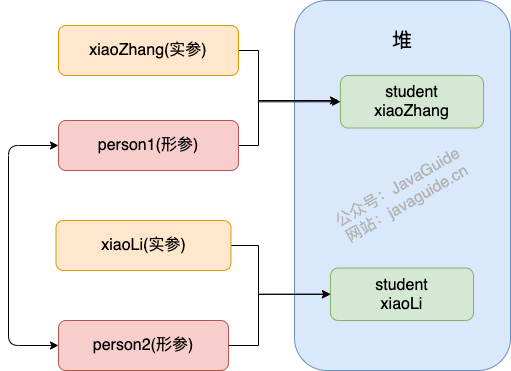 xiaoZhang(实参)
堆
student
xiaoZhang
person1(形参)
公众号：JavaGuide
网站：javaguide.cn
xiaoLi(实参)
student
xiaoLi
person2(形参)